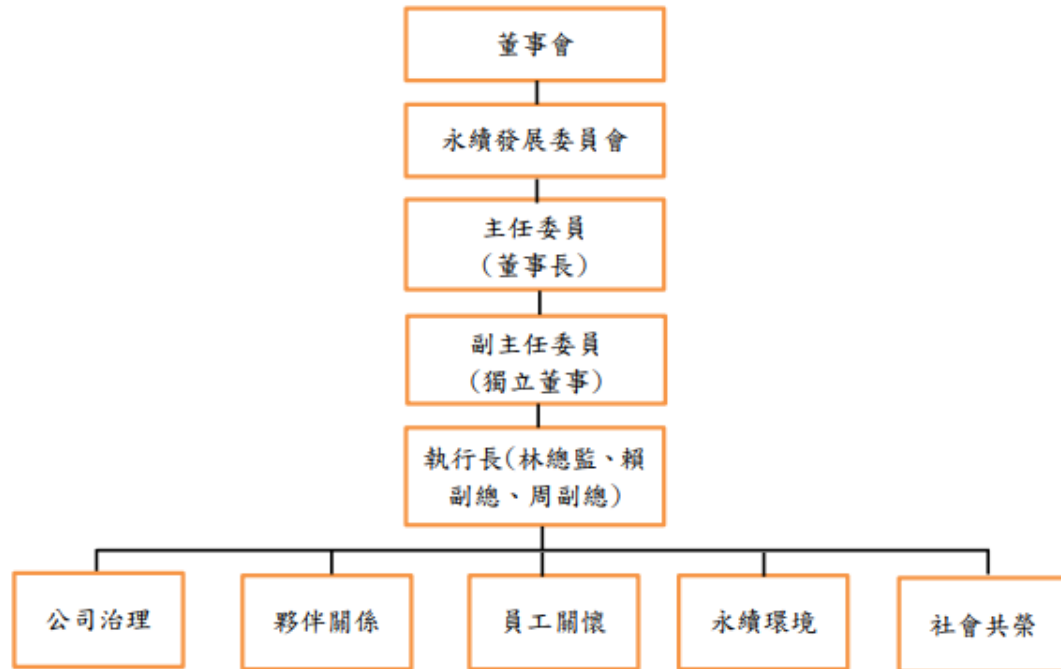 董事會
永續發展委員會
主任委員
(董事長)
副主任委員
(獨立董事)
執行長(林總監、賴
副總、周副總)
公司治理
夥伴關係
員工關懷
永續環境
社會共榮